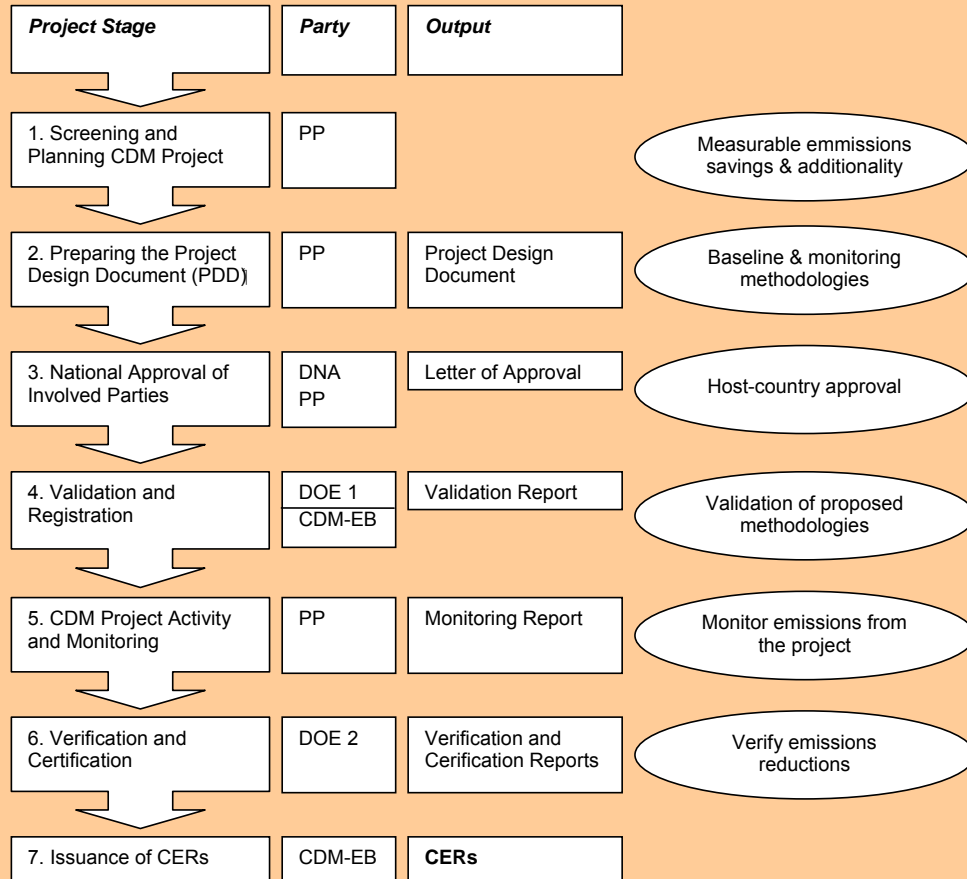 Project Stage
Party
Output
1. Screening and
Planning CDM Project
PP
Measurable emmissions
savings & additionality
2. Preparing the Project
Design Document (PDD)
PP
Project Design
Document
Baseline & monitoring
methodologies
3. National Approval of
Involved Parties
DNA
PP
Letter of Approval
Host-country approval
4. Validation and
Registration
DOE 1
CDM-EB
Validation Report
Validation of proposed
methodologies
5. CDM Project Activity
and Monitoring
PP
Monitoring Report
Monitor emissions from
the project
6. Verification and
Certification
DOE 2
Verification and
Cerification Reports
Verify emissions
reductions
7. Issuance of CERs
CDM-EB
CERs